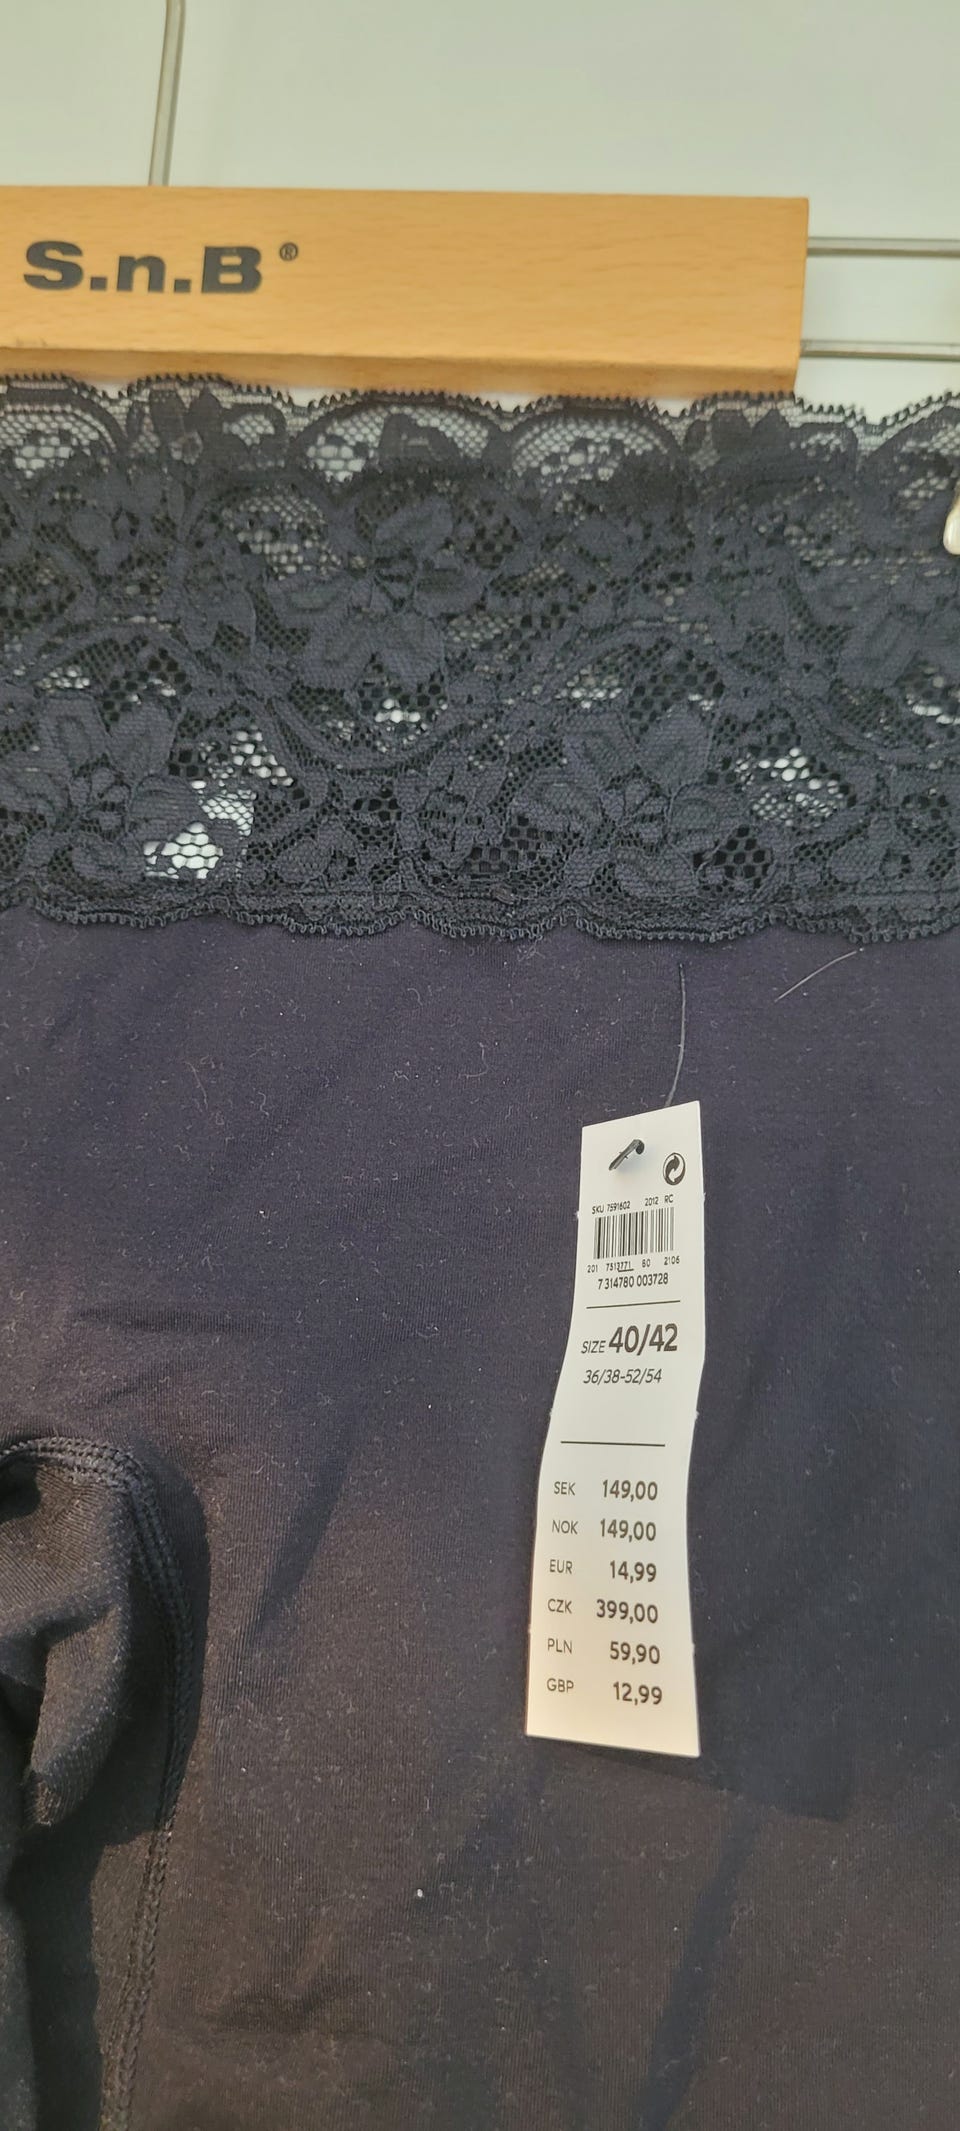 S.n.B®
SKU 7591602 2012 RC
201 7513771 80 2106
7 314780 003728
SIZE 40/42
36/38-52/54
SEK 149,00
NOK 149,00
EUR 14,99
CZK 399,00
PLN 59,90
GBP 12,99